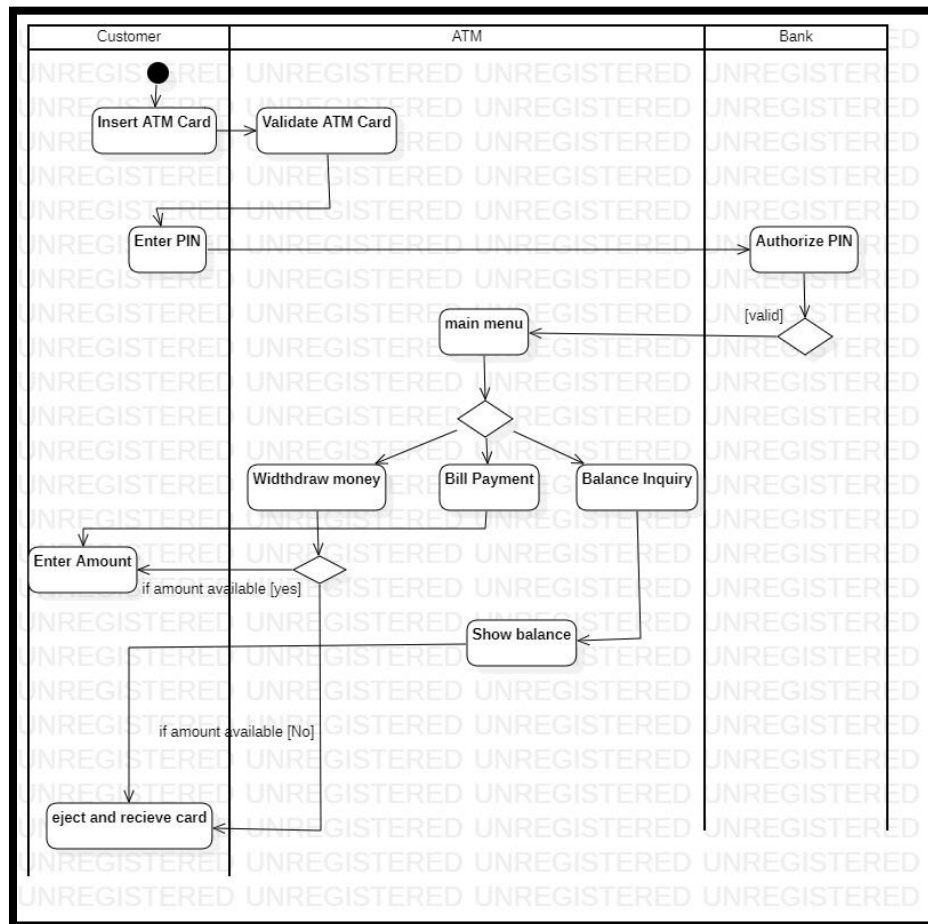 Customer
ATM
Bank
Insert ATM Card
Validate ATM Card
Enter PIN
Authorize PIN
[valid]
main menu
Widthdraw money
Bill Payment
Balance Inquiry
Enter Amount
if amount available [yes]
Show balance
if amount available [No]
eject and recieve card
UNREGISTERED